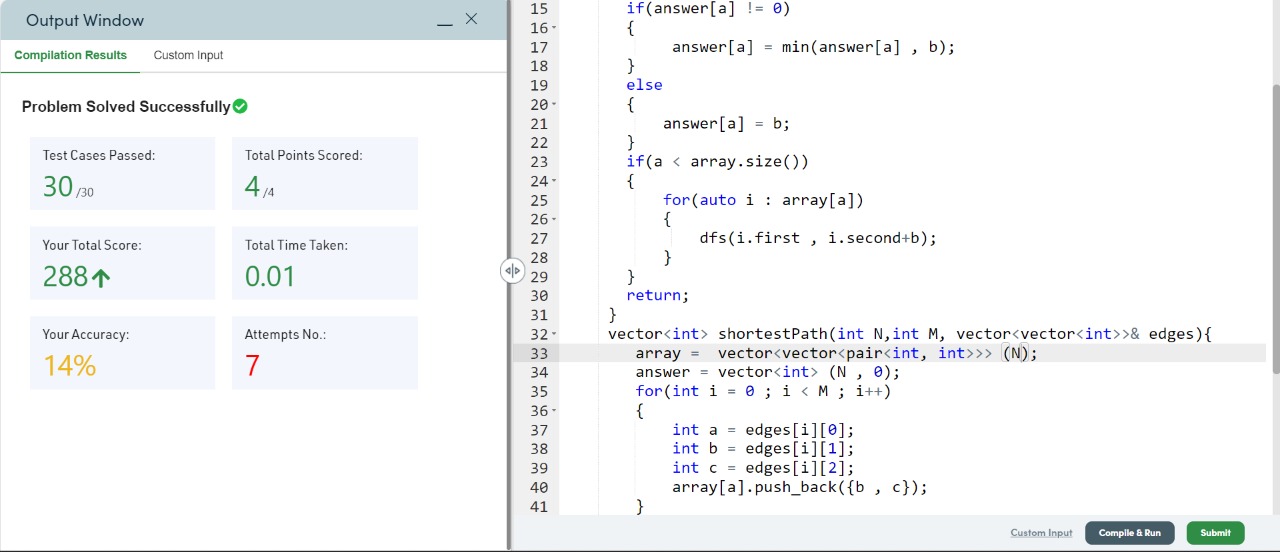 Output Window
Compilation Results Custom Input
Problem Solved Successfully
Test Cases Passed:
30 /30
Total Points Scored:
4 /4
Your Total Score:
288
Total Time Taken:
0.01
Your Accuracy:
14%
Attempts No.:
7
15 if(answer[a] != 0)
16 {
17 answer[a] = min(answer[a] , b);
18 }
19 else
20 {
21 answer[a] = b;
22 }
23 if(a < array.size())
24 {
25 for(auto i : array[a])
26 {
27 dfs(i.first , i.second+b);
28 }
29 }
30 return;
31 }
32 vector<int> shortestPath(int N,int M, vector<vector<int>>& edges){
33 array =  vector<vector<pair<int, int>>> (N);
34 answer = vector<int> (N , 0);
35 for(int i = 0 ; i < M ; i++)
36 {
37 int a = edges[i][0];
38 int b = edges[i][1];
39 int c = edges[i][2];
40 array[a].push_back({b , c});
41 }
Custom Input Compile & Run Submit